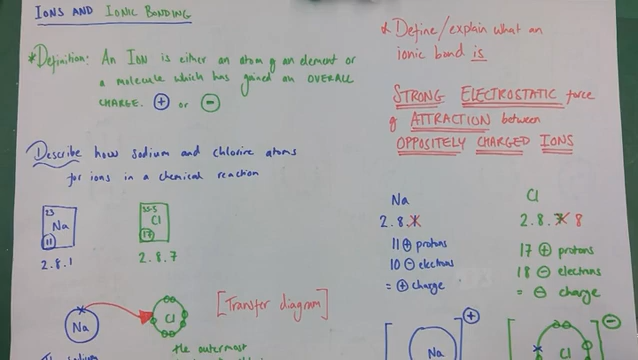 IONS AND IONIC BONDING
*Definition: An ION is either an atom of an element or
a molecule which has gained an OVERALL
CHARGE. + or -
Describe how sodium and chlorine atoms
for ions in a chemical reaction
23
Na
11
2.8.1
35.5
Cl
17
2.8.7
Na
Cl
[Transfer diagram]
the outermost
* Define/explain what an
ionic bond is
STRONG ELECTROSTATIC force
of ATTRACTION between
OPPOSITELY CHARGED IONS
Na
2.8.1
11 + protons
10 - electrons
= + charge
Cl
2.8.7 8
17 + protons
18 - electrons
= - charge
[Na +
[Cl -